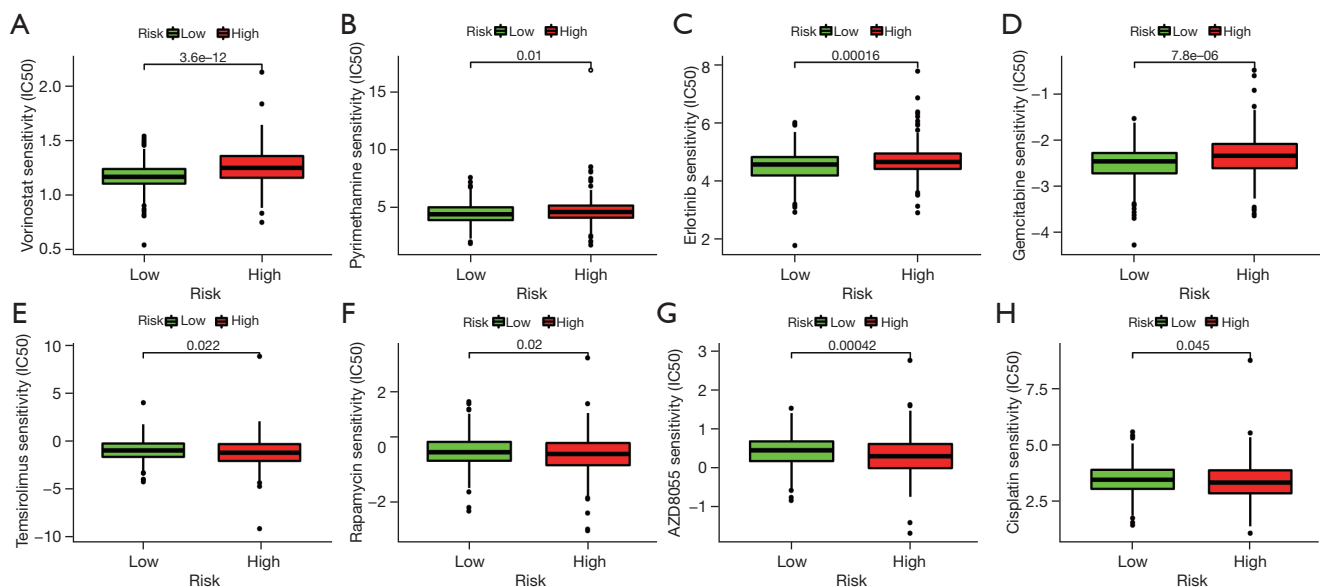 A
Risk Low High
3.6e−12
Vorinostat sensitivity (IC50)
2.0
1.5
1.0
0.5
Low High
Risk
B
Risk Low High
0.01
Pyrimethamine sensitivity (IC50)
15
10
5
Low High
Risk
C
Risk Low High
0.00016
Erlotinib sensitivity (IC50)
8
6
4
2
Low High
Risk
D
Risk Low High
7.8e−06
Gemcitabine sensitivity (IC50)
−1
−2
−3
−4
Low High
Risk
E
Risk Low High
0.022
Temsirolimus sensitivity (IC50)
10
5
−1
−5
−10
Low High
Risk
F
Risk Low High
0.02
Rapamycin sensitivity (IC50)
2
0
−2
Low High
Risk
G
Risk Low High
0.00042
AZD8055 sensitivity (IC50)
3
2
1
0
−1
Low High
Risk
H
Risk Low High
0.045
Cisplatin sensitivity (IC50)
7.5
5.0
2.5
Low High
Risk